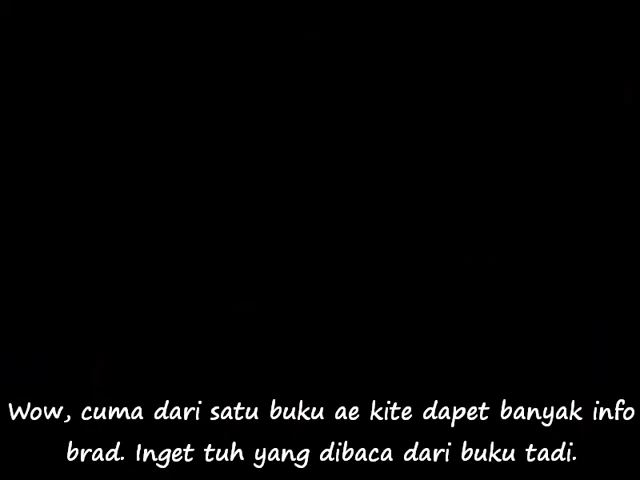 Wow, cuma dari satu buku ae kite dapet banyak info
brad. Inget tuh yang dibaca dari buku tadi.